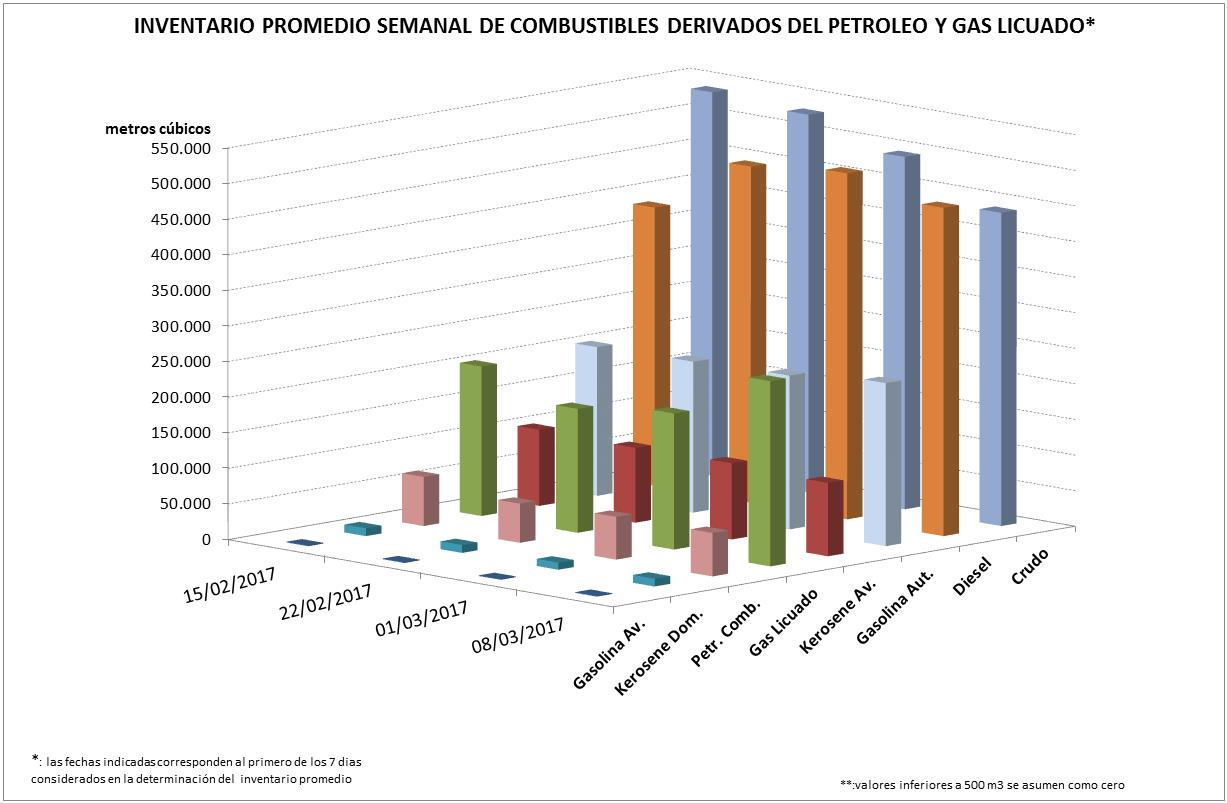 INVENTARIO PROMEDIO SEMANAL DE COMBUSTIBLES DERIVADOS DEL PETROLEO Y GAS LICUADO*
metros cúbicos
550.000
500.000
450.000
400.000
350.000
300.000
250.000
200.000
150.000
100.000
50.000
0
15/02/2017
22/02/2017
01/03/2017
08/03/2017
Gasolina Av.
Kerosene Dom.
Petr. Comb.
Gas Licuado
Kerosene Av.
Gasolina Aut.
Diesel
Crudo
*: las fechas indicadas corresponden al primero de los 7 dias
considerados en la determinación del inventario promedio
**:valores inferiores a 500 m3 se asumen como cero